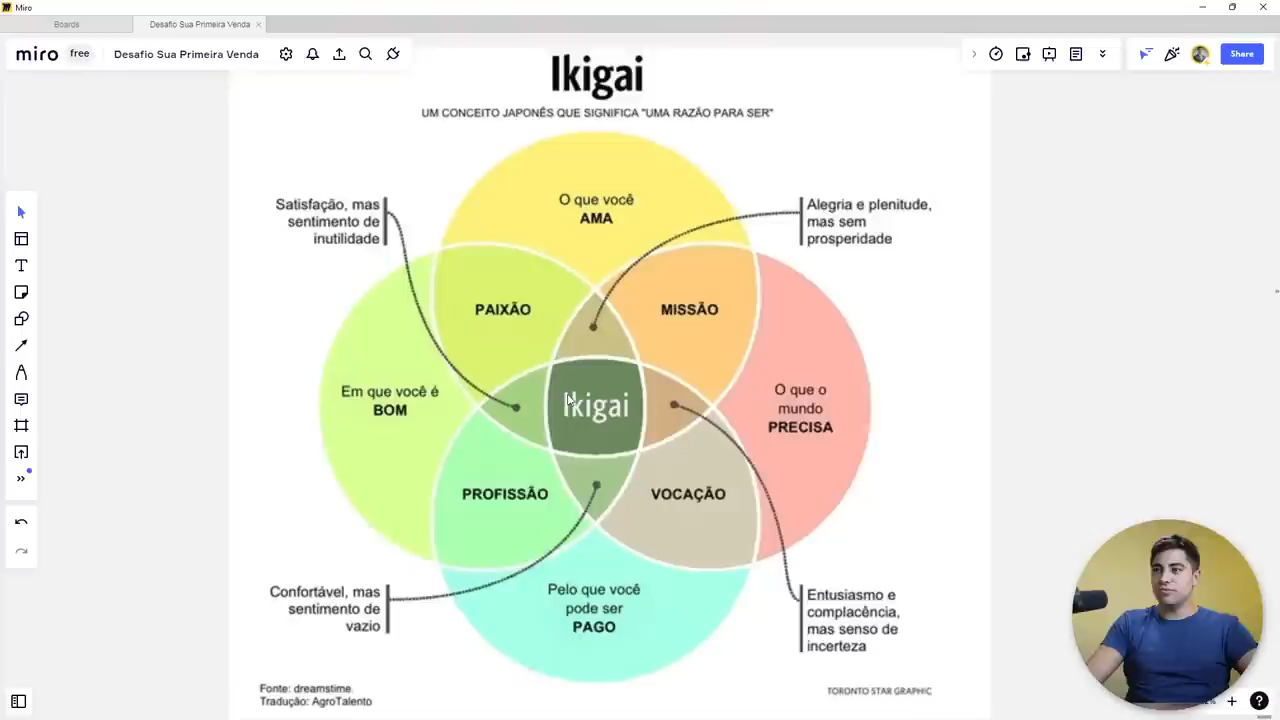 Miro
Boards
Desafio Sua Primeira Venda
miro
free
Desafio Sua Primeira Venda
Share
Ikigai
UM CONCEITO JAPONÊS QUE SIGNIFICA "UMA RAZÃO PARA SER"
O que você
AMA
Satisfação, mas
sentimento de
inutilidade
Alegria e plenitude,
mas sem
prosperidade
PAIXÃO
MISSÃO
Em que você é
BOM
Ikigai
O que o
mundo
PRECISA
PROFISSÃO
VOCAÇÃO
Pelo que você
pode ser
PAGO
Confortável, mas
sentimento de
vazio
Entusiasmo e
complacência,
mas senso de
incerteza
Fonte: dreamstime
Tradução: AgroTalento
TORONTO STAR GRAPHIC